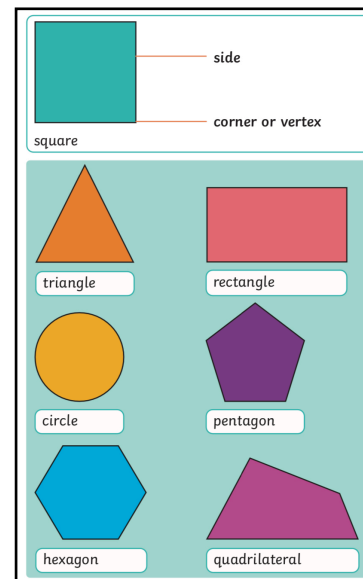 side
corner or vertex
square
triangle
rectangle
circle
pentagon
hexagon
quadrilateral